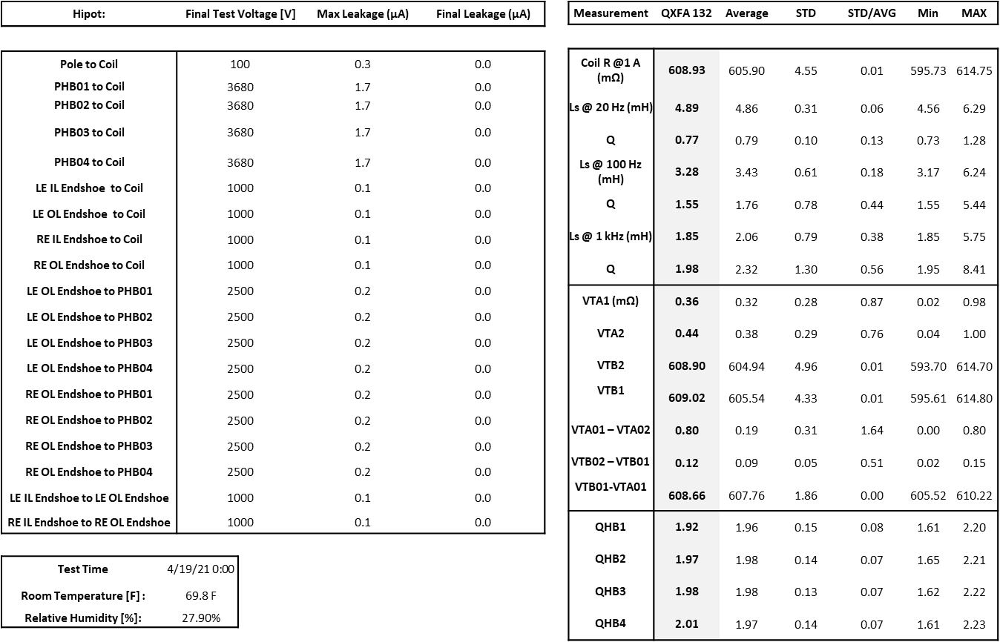 Hipot: Final Test Voltage [V] Max Leakage (µA) Final Leakage (µA)
Pole to Coil 100 0.3 0.0
PHB01 to Coil 3680 1.7 0.0
PHB02 to Coil 3680 1.7 0.0
PHB03 to Coil 3680 1.7 0.0
PHB04 to Coil 3680 1.7 0.0
LE IL Endshoe to Coil 1000 0.1 0.0
LE OL Endshoe to Coil 1000 0.1 0.0
RE IL Endshoe to Coil 1000 0.1 0.0
RE OL Endshoe to Coil 1000 0.1 0.0
LE OL Endshoe to PHB01 2500 0.2 0.0
LE OL Endshoe to PHB02 2500 0.2 0.0
LE OL Endshoe to PHB03 2500 0.2 0.0
LE OL Endshoe to PHB04 2500 0.2 0.0
RE OL Endshoe to PHB01 2500 0.2 0.0
RE OL Endshoe to PHB02 2500 0.2 0.0
RE OL Endshoe to PHB03 2500 0.2 0.0
RE OL Endshoe to PHB04 2500 0.2 0.0
LE IL Endshoe to LE OL Endshoe 1000 0.1 0.0
RE IL Endshoe to RE OL Endshoe 1000 0.1 0.0
Test Time 4/19/21 0:00
Room Temperature [F] : 69.8 F
Relative Humidity [%]: 27.90%
Measurement QXFA 132 Average STD STD/AVG Min MAX
Coil R @1 A
(mΩ) 608.93 605.90 4.55 0.01 595.73 614.75
Ls @ 20 Hz (mH) 4.89 4.86 0.31 0.06 4.56 6.29
Q 0.77 0.79 0.10 0.13 0.73 1.28
Ls @ 100 Hz
(mH) 3.28 3.43 0.61 0.18 3.17 6.24
Q 1.55 1.76 0.78 0.44 1.55 5.44
Ls @ 1 kHz (mH) 1.85 2.06 0.79 0.38 1.85 5.75
Q 1.98 2.32 1.30 0.56 1.95 8.41
VTA1 (mΩ) 0.36 0.32 0.28 0.87 0.02 0.98
VTA2 0.44 0.38 0.29 0.76 0.04 1.00
VTB2 608.90 604.94 4.96 0.01 593.70 614.70
VTB1 609.02 605.54 4.33 0.01 595.61 614.80
VTA01 – VTA02 0.80 0.19 0.31 1.64 0.00 0.80
VTB02 – VTB01 0.12 0.09 0.05 0.51 0.02 0.15
VTB01-VTA01 608.66 607.76 1.86 0.00 605.52 610.22
QHB1 1.92 1.96 0.15 0.08 1.61 2.20
QHB2 1.97 1.98 0.14 0.07 1.65 2.21
QHB3 1.98 1.98 0.13 0.07 1.62 2.22
QHB4 2.01 1.97 0.14 0.07 1.61 2.23